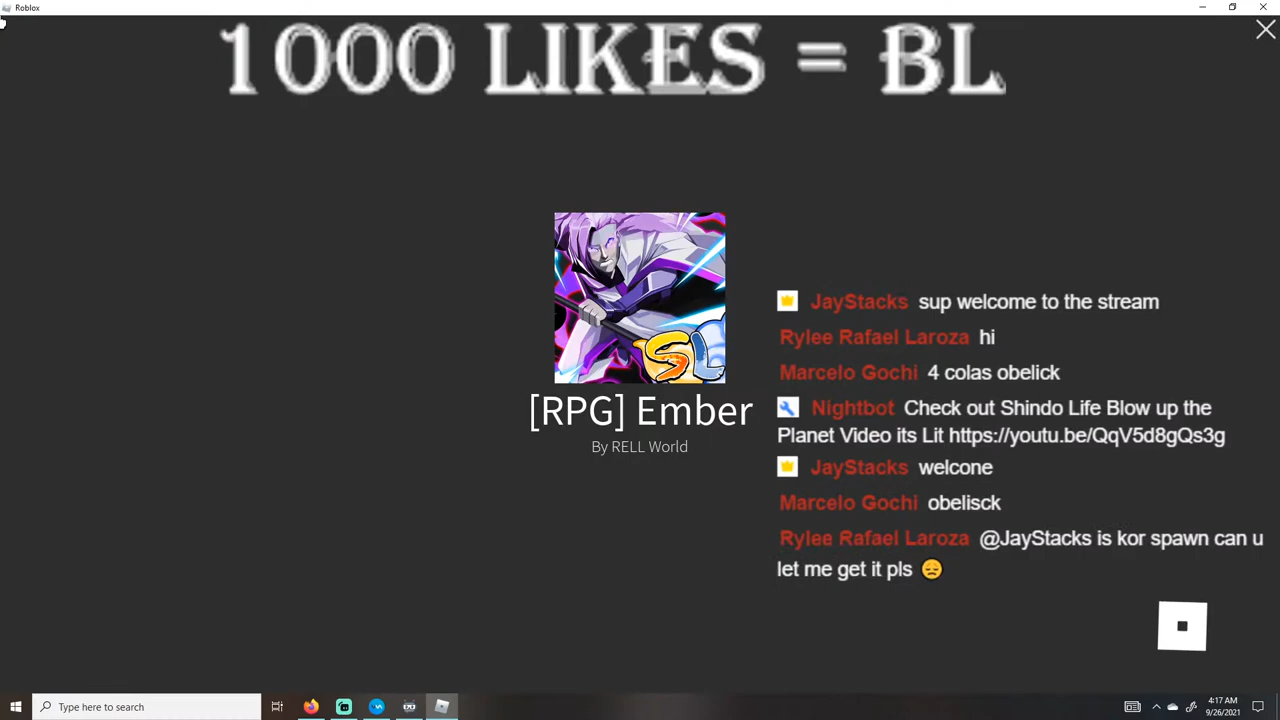 Roblox
1000 LIKES = BL
SL
[RPG] Ember
By RELL World
JayStacks sup welcome to the stream
Rylee Rafael Laroza hi
Marcelo Gochi 4 colas obelick
Nightbot Check out Shindo Life Blow up the
Planet Video its Lit https://youtu.be/QqV5d8gQs3g
JayStacks welcone
Marcelo Gochi obelisck
Rylee Rafael Laroza @JayStacks is kor spawn can u
let me get it pls 😔
Type here to search
4:17 AM
9/26/2021